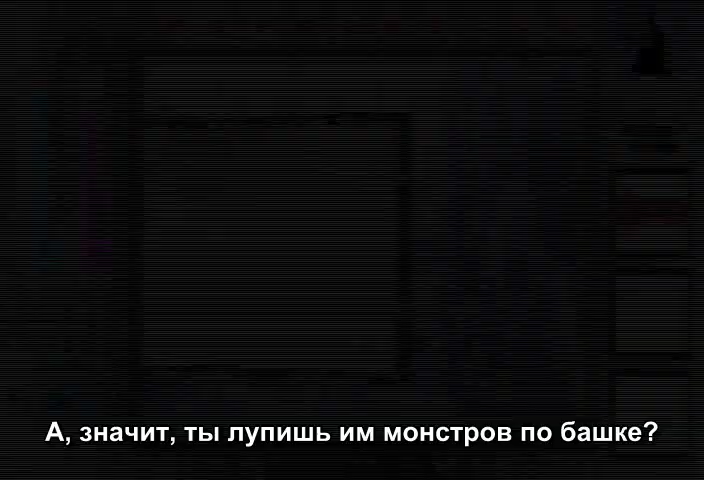 А, значит, ты лупишь им монстров по башке?